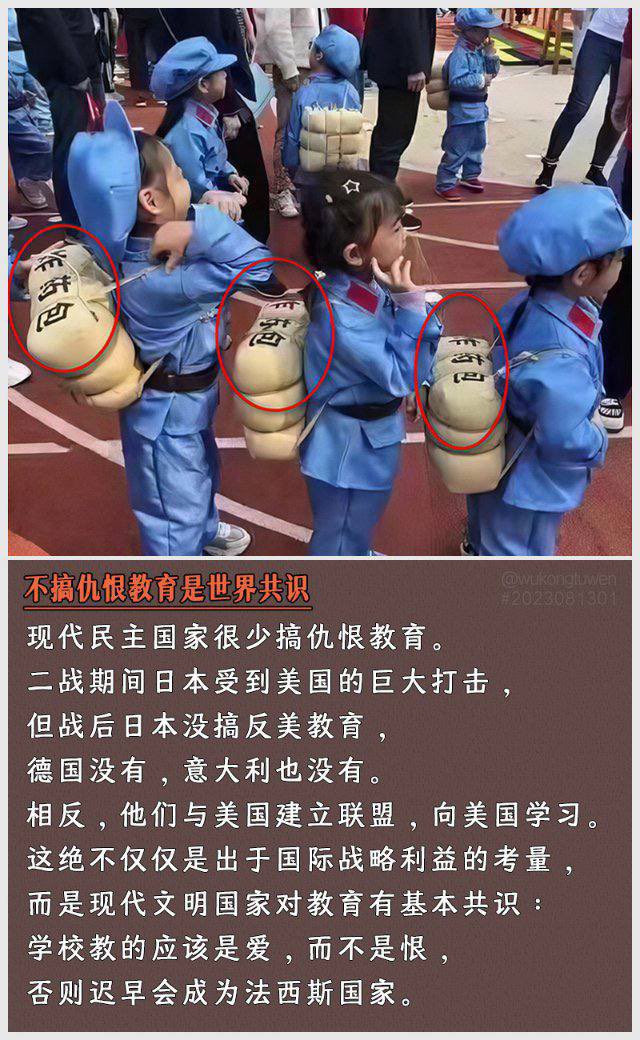 炸药包
炸药包
炸药包
不搞仇恨教育是世界共识
@wukongtuwen
#2023081301
现代民主国家很少搞仇恨教育。
二战期间日本受到美国的巨大打击，
但战后日本没搞反美教育，
德国没有，意大利也没有。
相反，他们与美国建立联盟，向美国学习。
这绝不仅仅是出于国际战略利益的考量，
而是现代文明国家对教育有基本共识：
学校教的应该是爱，而不是恨，
否则迟早会成为法西斯国家。